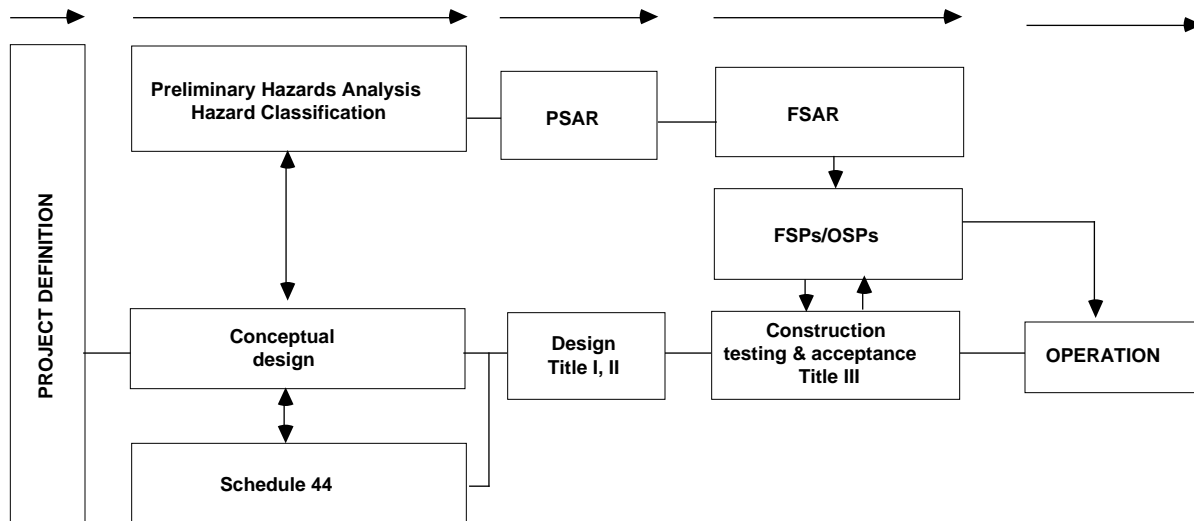 PROJECT DEFINITION
Preliminary Hazards Analysis
Hazard Classification
PSAR
FSAR
FSPs/OSPs
Conceptual
design
Design
Title I, II
Construction
testing & acceptance
Title III
OPERATION
Schedule 44